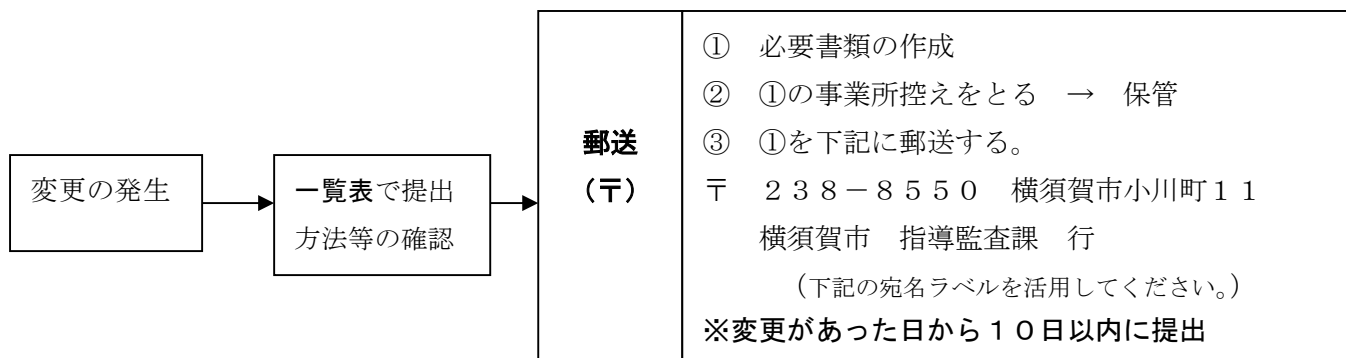 変更の発生
一覧表で提出
方法等の確認
郵送
（〒）
① 必要書類の作成
② ①の事業所控えをとる → 保管
③ ①を下記に郵送する。
〒 ２３８－８５５０ 横須賀市小川町１１
横須賀市 指導監査課 行
（下記の宛名ラベルを活用してください。）
※変更があった日から１０日以内に提出